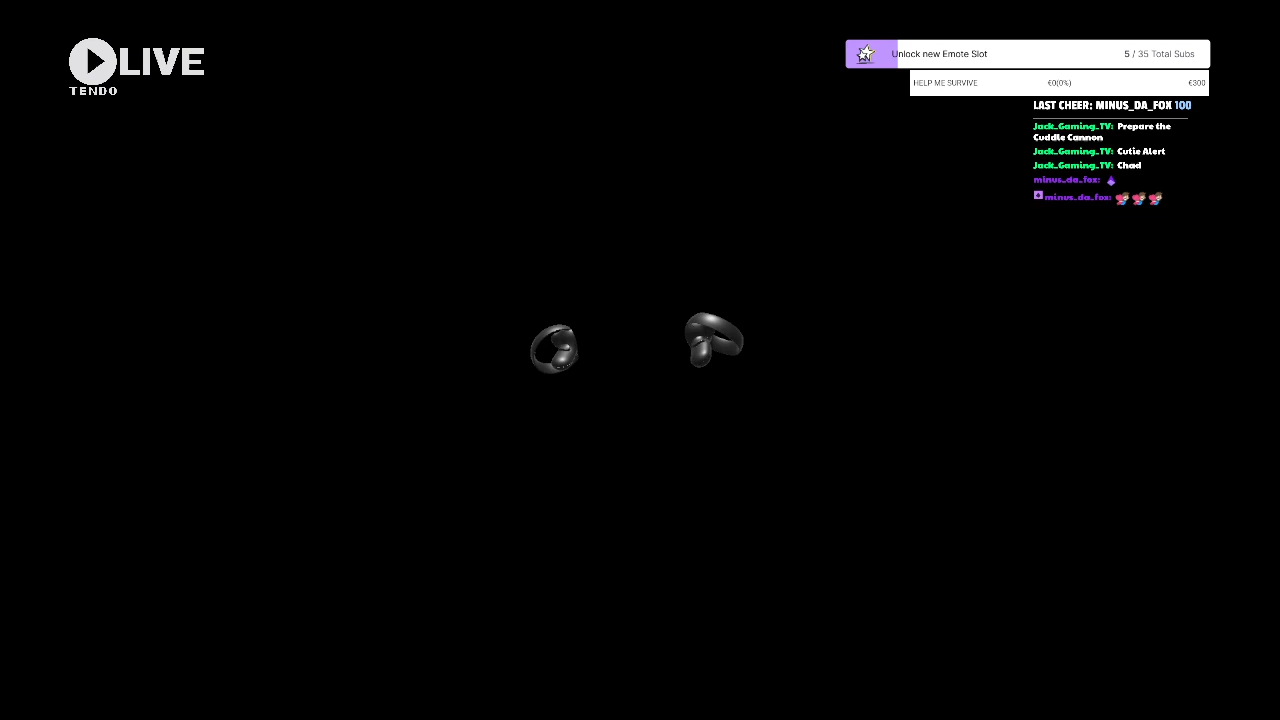 LIVE
TENDO
Unlock new Emote Slot 5 / 35 Total Subs
HELP ME SURVIVE €0(0%) €300
LAST CHEER: MINUS_DA_FOX 100
Jack_Gaming_TV: Prepare the
Cuddle Cannon
Jack_Gaming_TV: Cutie Alert
Jack_Gaming_TV: Chad
minus_da_fox:
minus_da_fox: